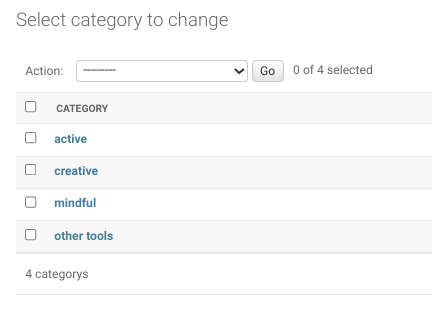 Select category to change
Action: --------- Go 0 of 4 selected
CATEGORY
active
creative
mindful
other tools
4 categorys